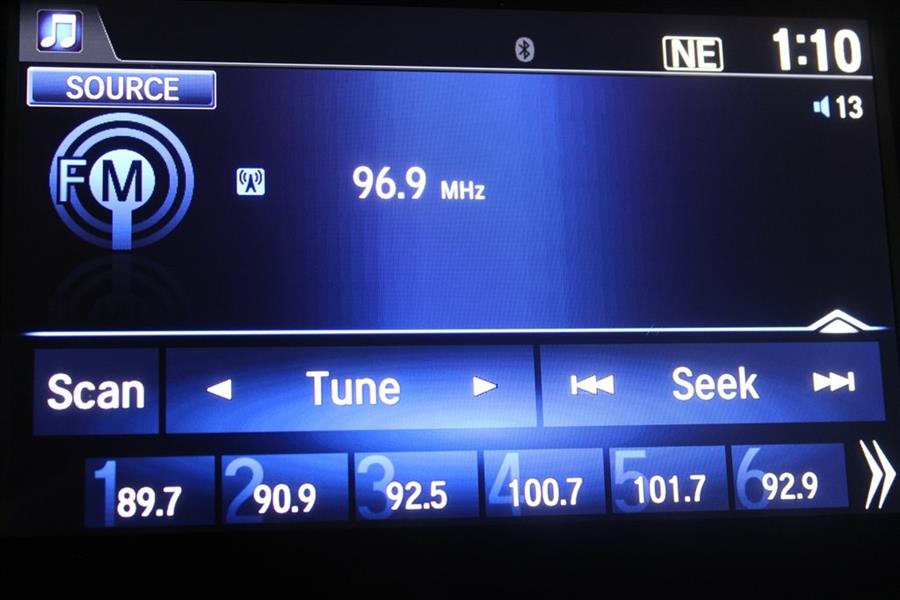 NE 1:10
SOURCE
13
FM
96.9 MHz
Scan Tune Seek
1 89.7 2 90.9 3 92.5 4 100.7 5 101.7 6 92.9